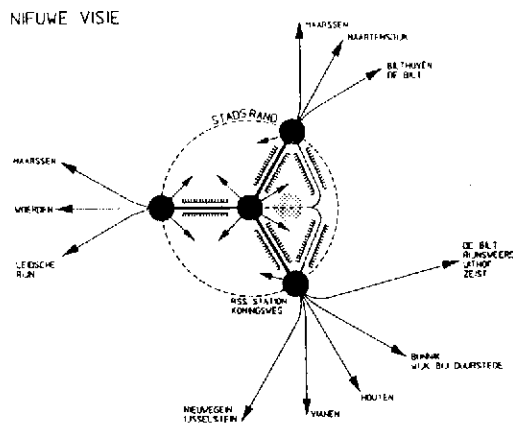 NIEUWE VISIE
MAARSSEN
MAARTENSDIJK
BILTHOVEN
DE BILT
STADSRAND
MAARSSEN
WOERDEN
LEIDSCHE
RIJN
DE BILT
RIJNSWEERD
UITHOF
ZEIST
RSS STATION
KONINGSWEG
BUNNIK
WIJK BIJ DUURSTEDE
HOUTEN
NIEUWEGEIN
IJSSELSTEIN
VIANEN